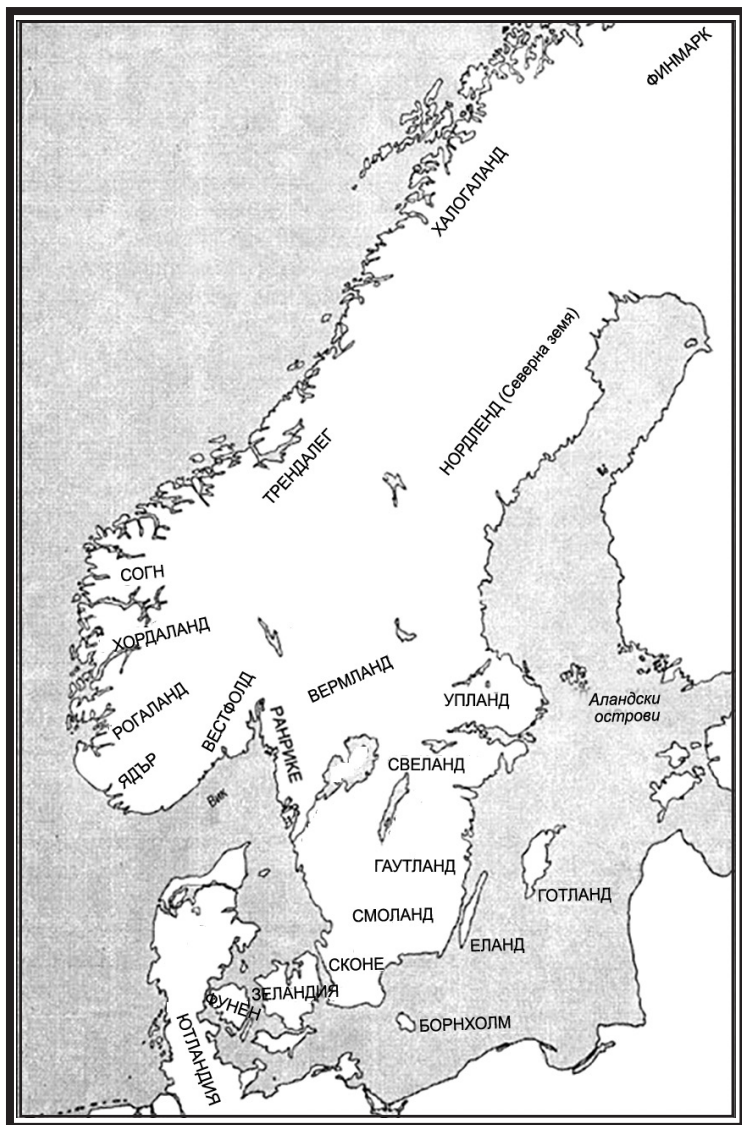 ФИНМАРК
ХАЛОГАЛАНД
НОРДЛЕНД (Северна земя)
ТРЕНДАЛЕГ
СОГН
ХОРДАЛАНД
ВЕРМЛАНД
УПЛАНД
Аландски
острови
РОГАЛАНД
ВЕСТФОЛД
РАНРИКЕ
ЯДЪР
СВЕЛАНД
Вик
ГАУТЛАНД
ГОТЛАНД
СМОЛАНД
ЕЛАНД
СКОНЕ
ЗЕЛАНДИЯ
ФУНЕН
БОРНХОЛМ
ЮТЛАНДИЯ